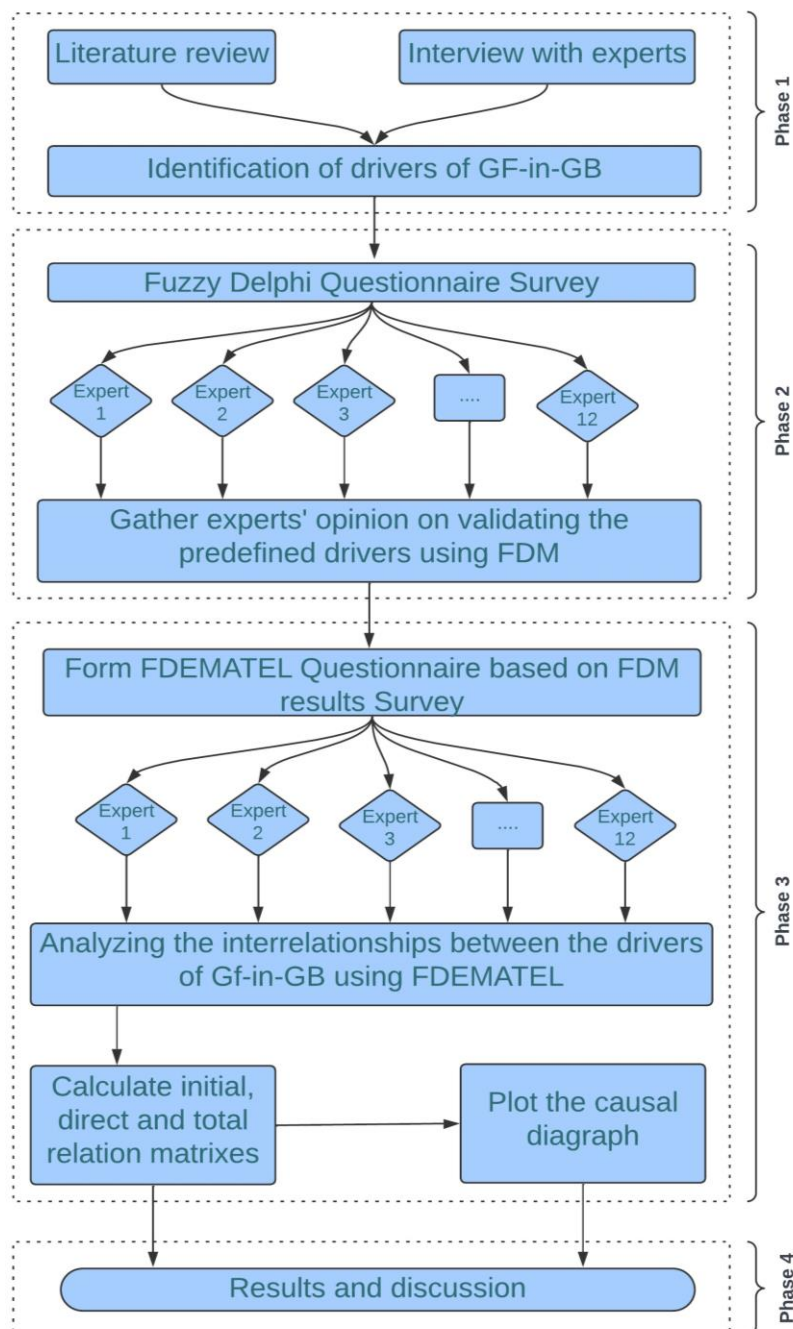 Literature review
Interview with experts
Identification of drivers of GF-in-GB
Phase 1
Fuzzy Delphi Questionnaire Survey
Expert
1
Expert
2
Expert
3
....
Expert
12
Gather experts' opinion on validating the
predefined drivers using FDM
Phase 2
Form FDEMATEL Questionnaire based on FDM
results Survey
Expert
1
Expert
2
Expert
3
....
Expert
12
Analyzing the interrelationships between the drivers
of Gf-in-GB using FDEMATEL
Calculate initial,
direct and total
relation matrixes
Plot the causal
diagraph
Phase 3
Results and discussion
Phase 4